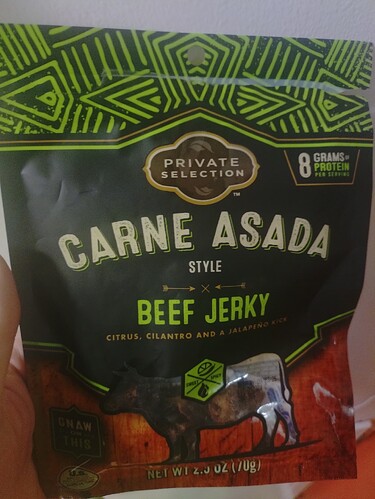 PRIVATE
SELECTION
™
8 GRAMS OF
PROTEIN
PER SERVING
CARNE ASADA
STYLE
BEEF JERKY
CITRUS, CILANTRO AND A JALAPEÑO KICK
GNAW
THIS
NET WT 2.5 OZ (70g)